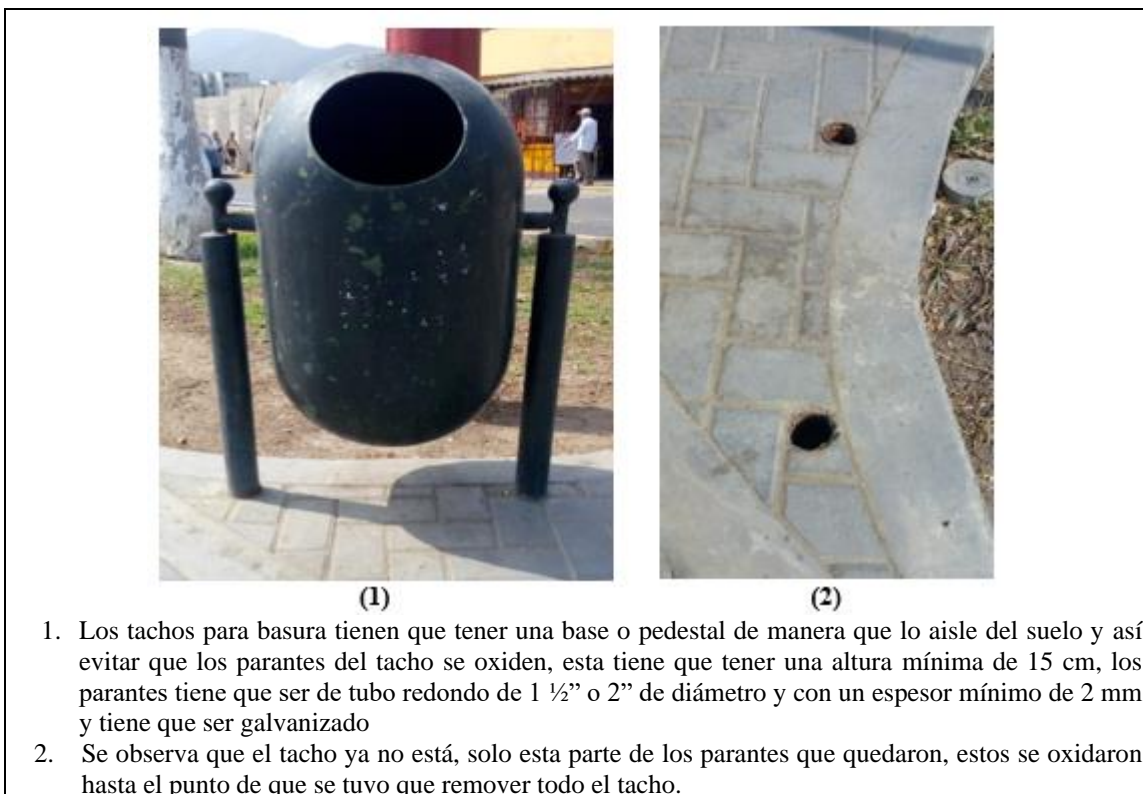 (1)
(2)
1. Los tachos para basura tienen que tener una base o pedestal de manera que lo aisle del suelo y así
evitar que los parantes del tacho se oxiden, esta tiene que tener una altura mínima de 15 cm, los
parantes tiene que ser de tubo redondo de 1 ½” o 2” de diámetro y con un espesor mínimo de 2 mm
y tiene que ser galvanizado
2. Se observa que el tacho ya no está, solo esta parte de los parantes que quedaron, estos se oxidaron
hasta el punto de que se tuvo que remover todo el tacho.